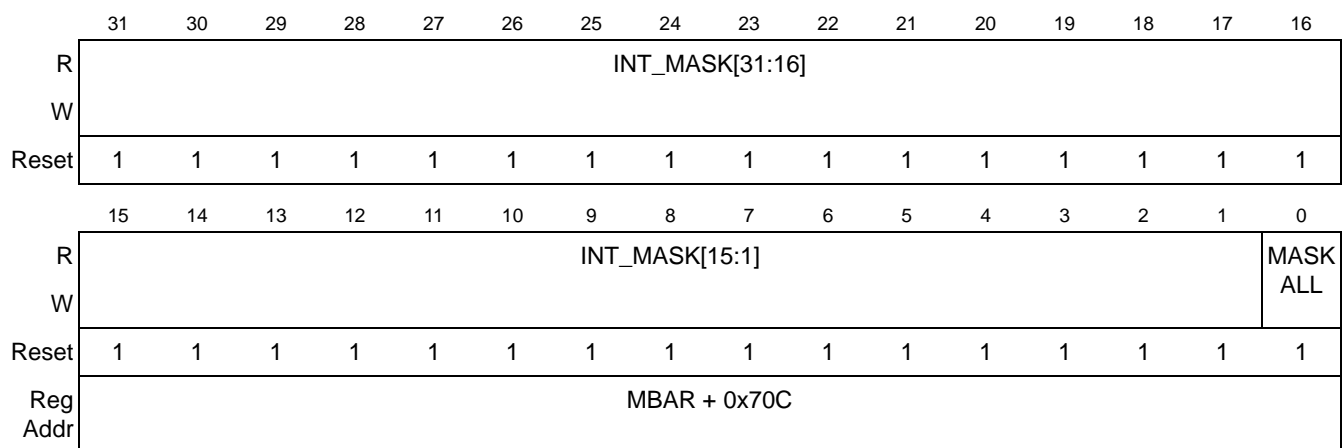 31 30 29 28 27 26 25 24 23 22 21 20 19 18 17 16
R INT_MASK[31:16]
W
Reset 1 1 1 1 1 1 1 1 1 1 1 1 1 1 1 1
15 14 13 12 11 10 9 8 7 6 5 4 3 2 1 0
R INT_MASK[15:1] MASK
ALL
W
Reset 1 1 1 1 1 1 1 1 1 1 1 1 1 1 1 1
Reg MBAR + 0x70C
Addr